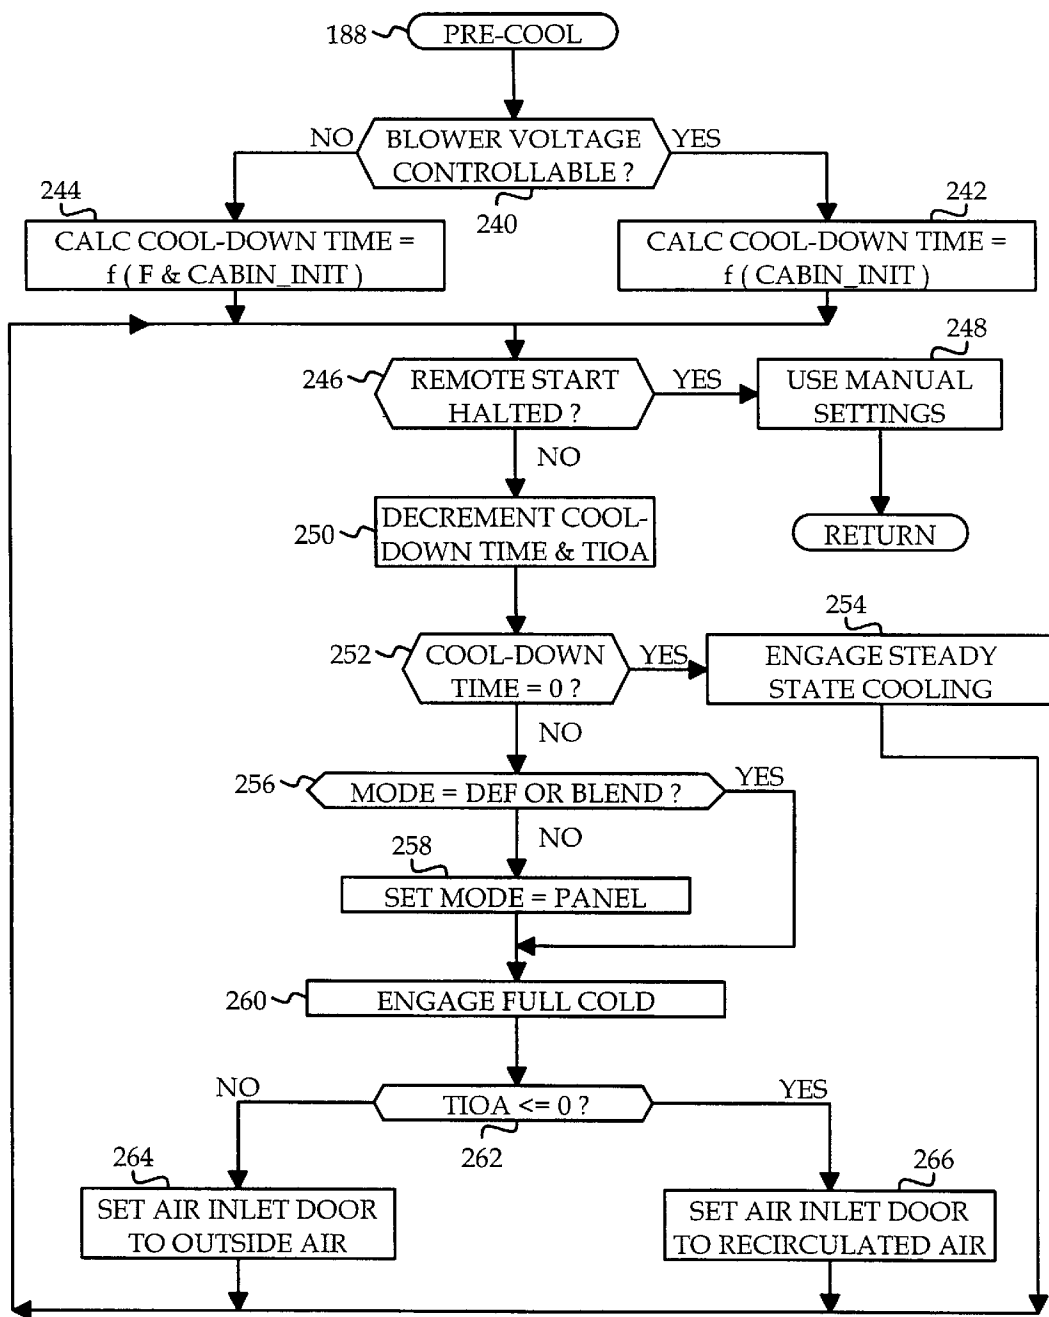 188
PRE-COOL
NO
BLOWER VOLTAGE
CONTROLLABLE ?
YES
240
244
CALC COOL-DOWN TIME =
f ( F & CABIN_INIT )
242
CALC COOL-DOWN TIME =
f ( CABIN_INIT )
246
REMOTE START
HALTED ?
YES
248
USE MANUAL
SETTINGS
NO
RETURN
250
DECREMENT COOL-
DOWN TIME & TIOA
252
COOL-DOWN
TIME = 0 ?
YES
254
ENGAGE STEADY
STATE COOLING
NO
256
MODE = DEF OR BLEND ?
YES
NO
258
SET MODE = PANEL
260
ENGAGE FULL COLD
NO
TIOA <= 0 ?
YES
262
264
SET AIR INLET DOOR
TO OUTSIDE AIR
266
SET AIR INLET DOOR
TO RECIRCULATED AIR